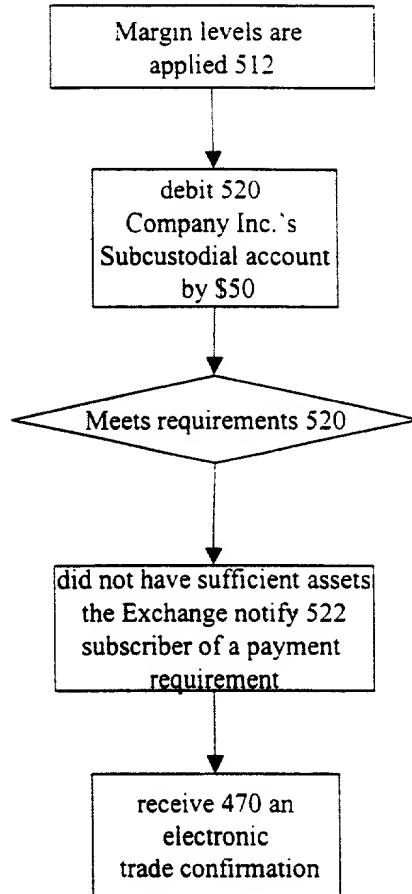 Margin levels are
applied 512
debit 520
Company Inc.`s
Subcustodial account
by $50
Meets requirements 520
did not have sufficient assets
the Exchange notify 522
subscriber of a payment
requirement
receive 470 an
electronic
trade confirmation